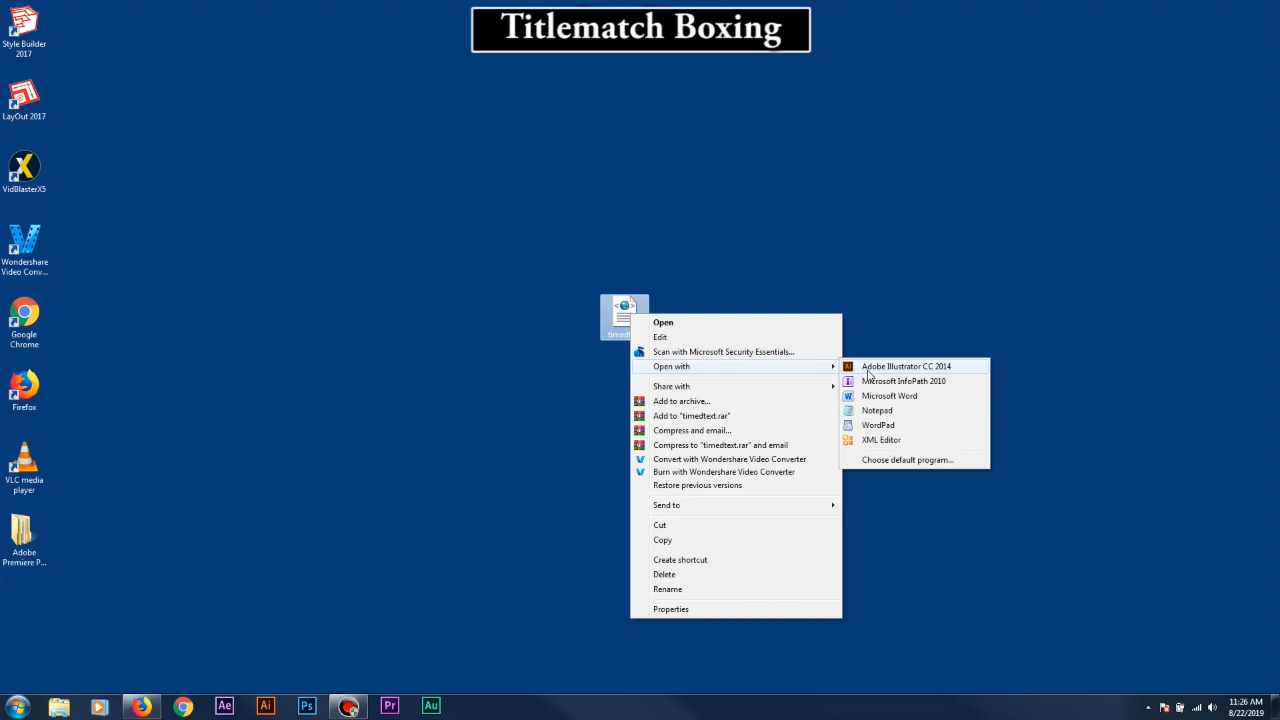 Titlematch Boxing
Style Builder
2017
LayOut 2017
VidBlasterX5
Wondershare
Video Conv...
Google
Chrome
Firefox
VLC media
player
Adobe
Premiere P...
Open
Edit
Scan with Microsoft Security Essentials...
Open with
Share with
Add to archive...
Add to "timedtext.rar"
Compress and email...
Compress to "timedtext.rar" and email
Convert with Wondershare Video Converter
Burn with Wondershare Video Converter
Restore previous versions
Send to
Cut
Copy
Create shortcut
Delete
Rename
Properties
Adobe Illustrator CC 2014
Microsoft InfoPath 2010
Microsoft Word
Notepad
WordPad
XML Editor
Choose default program...
Ae
Ai
Ps
Pr
Au
11:26 AM
8/22/2019